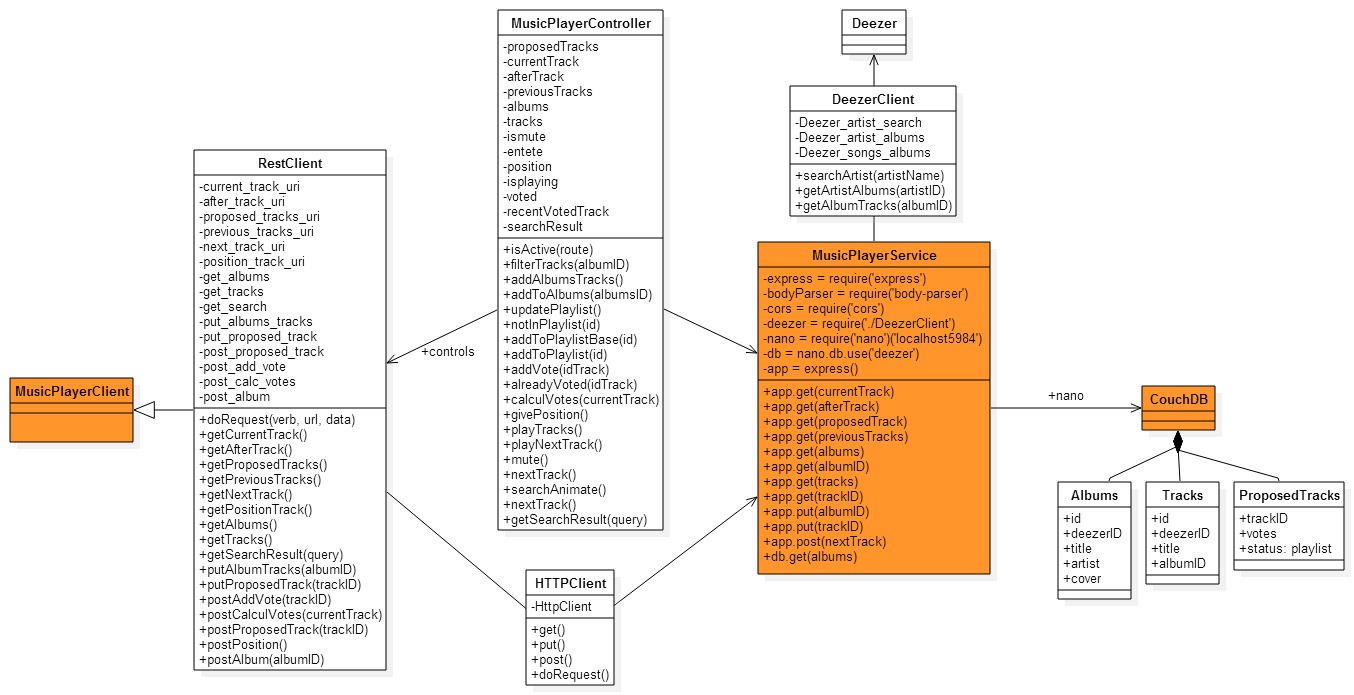 MusicPlayerClient
RestClient
-current_track_uri
-after_track_uri
-proposed_tracks_uri
-previous_tracks_uri
-next_track_uri
-position_track_uri
-get_albums
-get_tracks
-get_search
-put_albums_tracks
-put_proposed_track
-post_proposed_track
-post_add_vote
-post_calc_votes
-post_album
+doRequest(verb, url, data)
+getCurrentTrack()
+getAfterTrack()
+getProposedTracks()
+getPreviousTracks()
+getNextTrack()
+getPositionTrack()
+getAlbums()
+getTracks()
+getSearchResult(query)
+putAlbumTracks(albumID)
+putProposedTrack(trackID)
+postAddVote(trackID)
+postCalculVotes(currentTrack)
+postProposedTrack(trackID)
+postPosition()
+postAlbum(albumID)
+controls
MusicPlayerController
-proposedTracks
-currentTrack
-afterTrack
-previousTracks
-albums
-tracks
-ismute
-entete
-position
-isplaying
-voted
-recentVotedTrack
-searchResult
+isActive(route)
+filterTracks(albumID)
+addAlbumsTracks()
+addToAlbums(albumsID)
+updatePlaylist()
+notInPlaylist(id)
+addToPlaylistBase(id)
+addToPlaylist(id)
+addVote(idTrack)
+alreadyVoted(idTrack)
+calculVotes(currentTrack)
+givePosition()
+playTracks()
+playNextTrack()
+mute()
+nextTrack()
+searchAnimate()
+nextTrack()
+getSearchResult(query)
HTTPClient
-HttpClient
+get()
+put()
+post()
+doRequest()
Deezer
DeezerClient
-Deezer_artist_search
-Deezer_artist_albums
-Deezer_songs_albums
+searchArtist(artistName)
+getArtistAlbums(artistID)
+getAlbumTracks(albumID)
MusicPlayerService
-express = require('express')
-bodyParser = require('body-parser')
-cors = require('cors')
-deezer = require('./DeezerClient')
-nano = require('nano')('localhost5984')
-db = nano.db.use('deezer')
-app = express()
+app.get(currentTrack)
+app.get(afterTrack)
+app.get(proposedTrack)
+app.get(previousTracks)
+app.get(albums)
+app.get(albumID)
+app.get(tracks)
+app.get(trackID)
+app.put(albumID)
+app.put(trackID)
+app.post(nextTrack)
+db.get(albums)
+nano
CouchDB
Albums
+id
+deezerID
+title
+artist
+cover
Tracks
+id
+deezerID
+title
+albumID
ProposedTracks
+trackID
+votes
+status: playlist